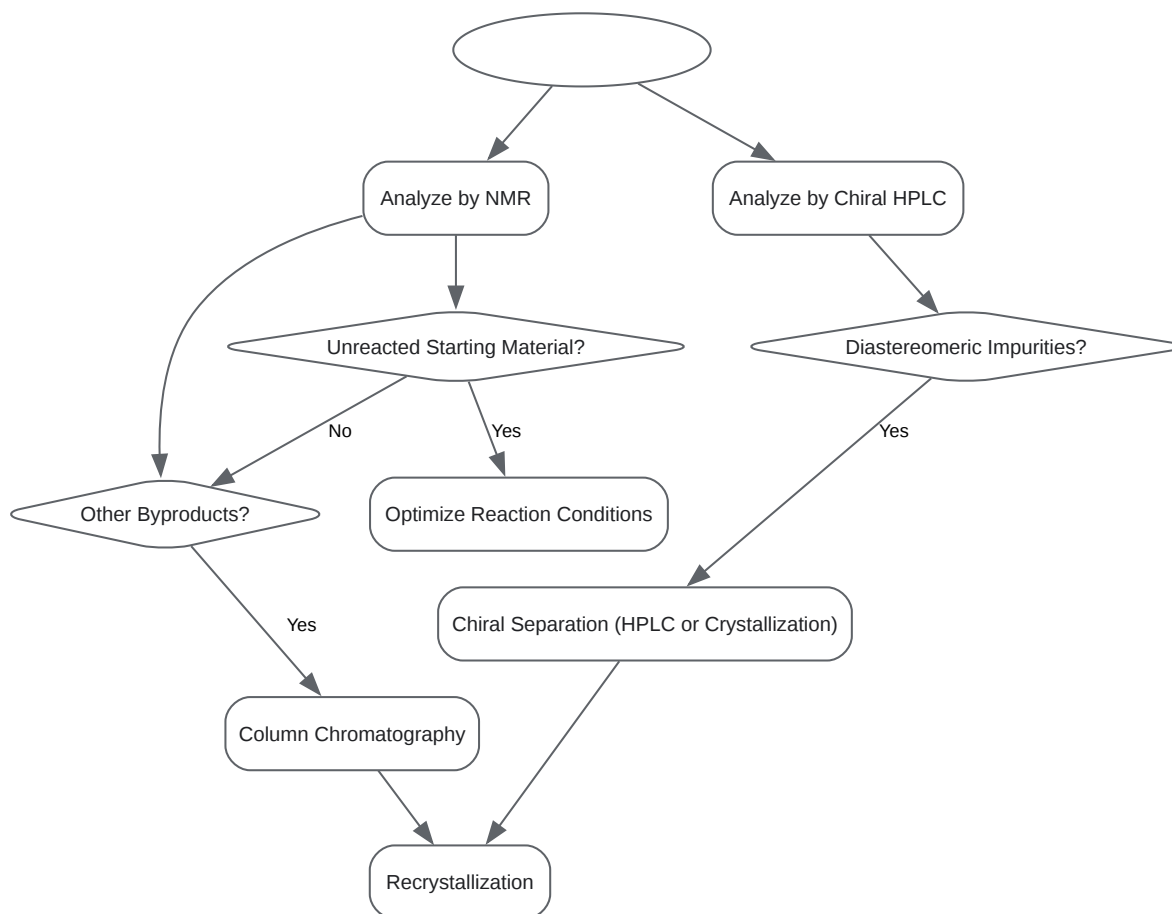 Analyze by NMR
Analyze by Chiral HPLC
Unreacted Starting Material?
Diastereomeric Impurities?
No
Yes
Yes
Other Byproducts?
Optimize Reaction Conditions
Yes
Chiral Separation (HPLC or Crystallization)
Column Chromatography
Recrystallization